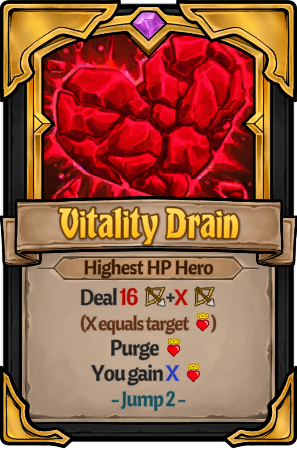 Vitality Drain
Highest HP Hero
Deal 16 +X
(X equals target )
Purge
You gain X
- Jump 2 -